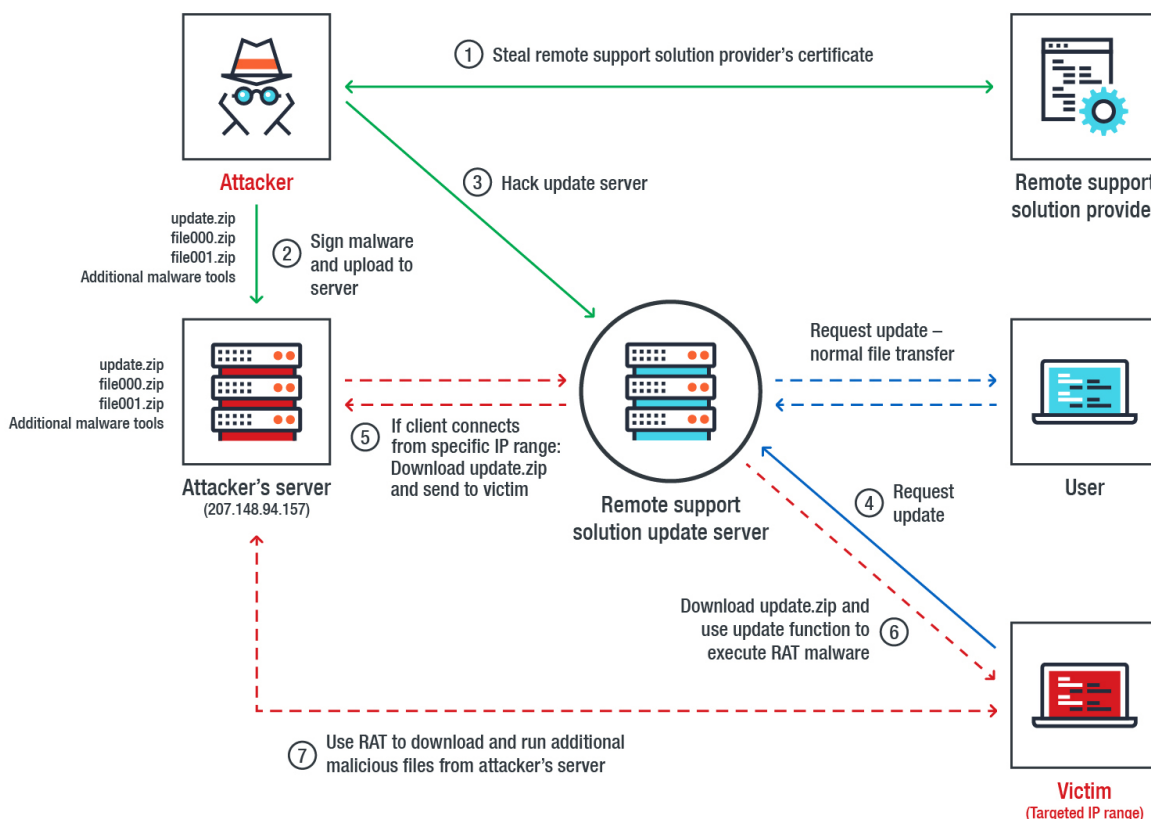 1 Steal remote support solution provider's certificate
Attacker
Remote support
solution provide
3 Hack update server
update.zip
file000.zip
file001.zip
Additional malware tools
2 Sign malware
and upload to
server
update.zip
file000.zip
file001.zip
Additional malware tools
Attacker's server
(207.148.94.157)
5 If client connects
from specific IP range:
Download update.zip
and send to victim
Remote support
solution update server
Request update –
normal file transfer
User
4 Request
update
Download update.zip and
use update function to
execute RAT malware
6
7 Use RAT to download and run additional
malicious files from attacker's server
Victim
(Targeted IP range)